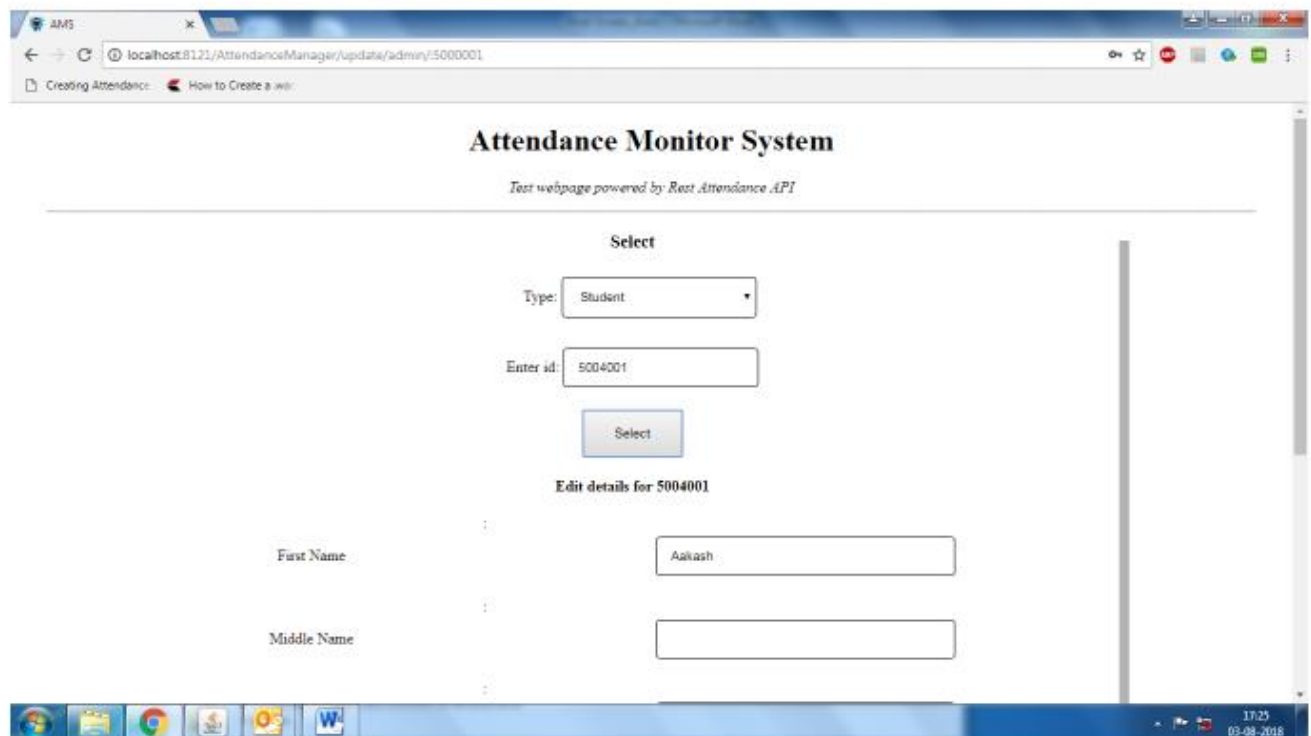 AMS
localhost:8121/AttendanceManager/update/admin/:5000001
Creating Attendance
How to Create a
Attendance Monitor System
Test webpage powered by Rest Attendance API
Select
Type: Student
Enter id: 5004001
Select
Edit details for 5004001
:
First Name Aakash
:
Middle Name
:
17:25
03-08-2018